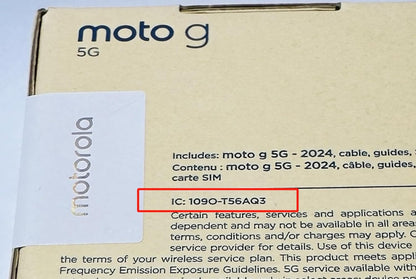 moto g
5G
motorola
Includes: moto g 5G - 2024, cable, guides,
Contenu : moto g 5G - 2024, câble, guides,
carte SIM
IC: 109O-T56AQ3
Certain features, services and applications a
dependent and may not be available in all area
terms, conditions and/or charges may apply. C
service provider for details. Use of this device
the terms of your wireless service plan. This product meets app
Frequency Emission Exposure Guidelines. 5G service availab